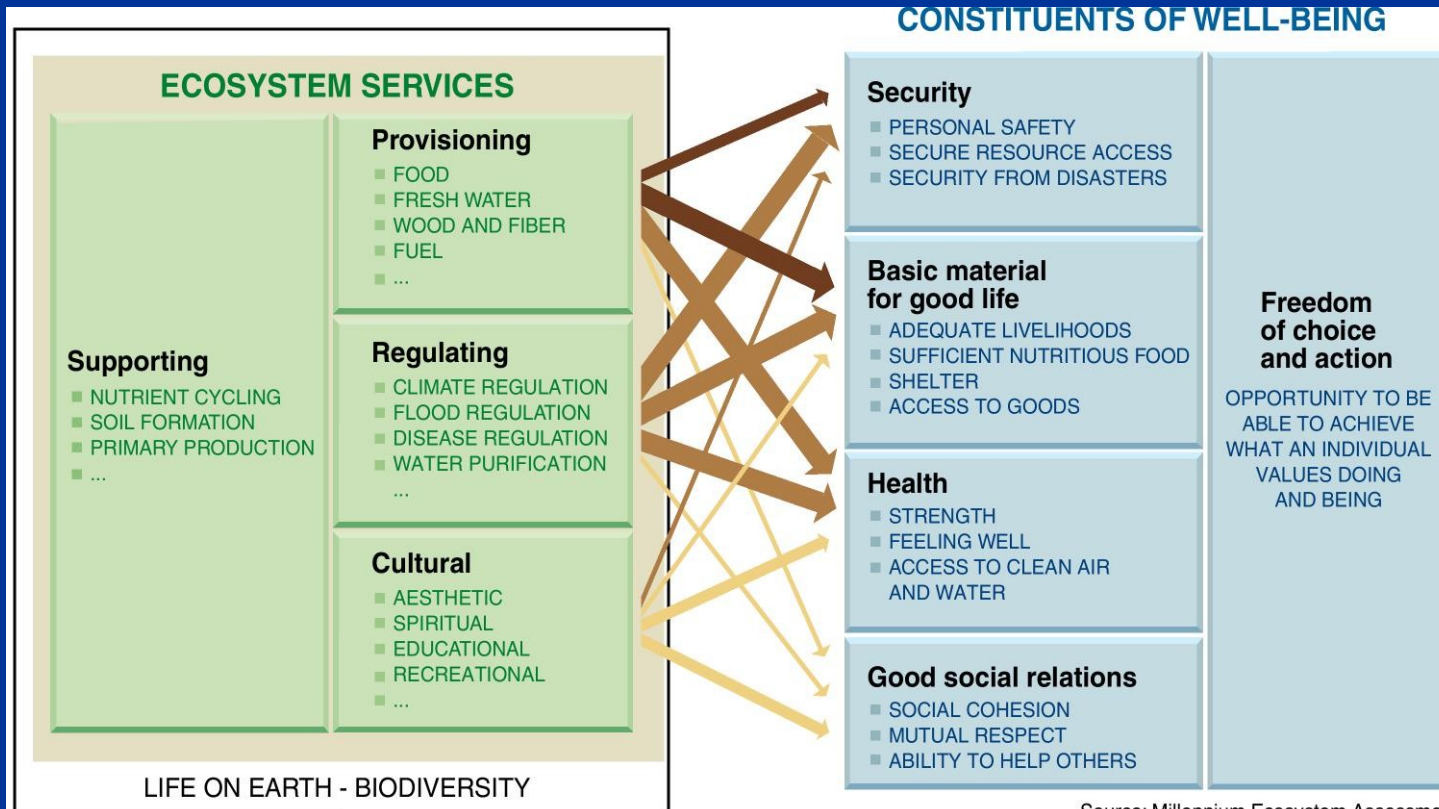 CONSTITUENTS OF WELL-BEING
ECOSYSTEM SERVICES
Supporting
NUTRIENT CYCLING
SOIL FORMATION
PRIMARY PRODUCTION
...
Provisioning
FOOD
FRESH WATER
WOOD AND FIBER
FUEL
...
Regulating
CLIMATE REGULATION
FLOOD REGULATION
DISEASE REGULATION
WATER PURIFICATION
...
Cultural
AESTHETIC
SPIRITUAL
EDUCATIONAL
RECREATIONAL
...
LIFE ON EARTH - BIODIVERSITY
Security
PERSONAL SAFETY
SECURE RESOURCE ACCESS
SECURITY FROM DISASTERS
Basic material
for good life
ADEQUATE LIVELIHOODS
SUFFICIENT NUTRITIOUS FOOD
SHELTER
ACCESS TO GOODS
Health
STRENGTH
FEELING WELL
ACCESS TO CLEAN AIR
AND WATER
Good social relations
SOCIAL COHESION
MUTUAL RESPECT
ABILITY TO HELP OTHERS
Freedom
of choice
and action
OPPORTUNITY TO BE
ABLE TO ACHIEVE
WHAT AN INDIVIDUAL
VALUES DOING
AND BEING
Source: Millennium Ecosystem